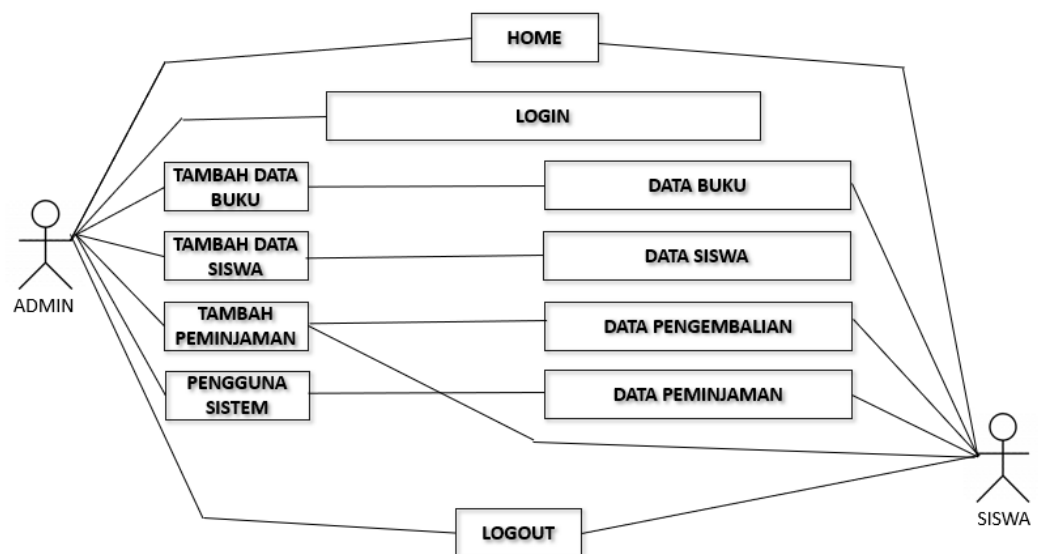 HOME
LOGIN
TAMBAH DATA
BUKU
DATA BUKU
TAMBAH DATA
SISWA
DATA SISWA
ADMIN
TAMBAH
PEMINJAMAN
DATA PENGEMBALIAN
PENGGUNA
SISTEM
DATA PEMINJAMAN
LOGOUT
SISWA